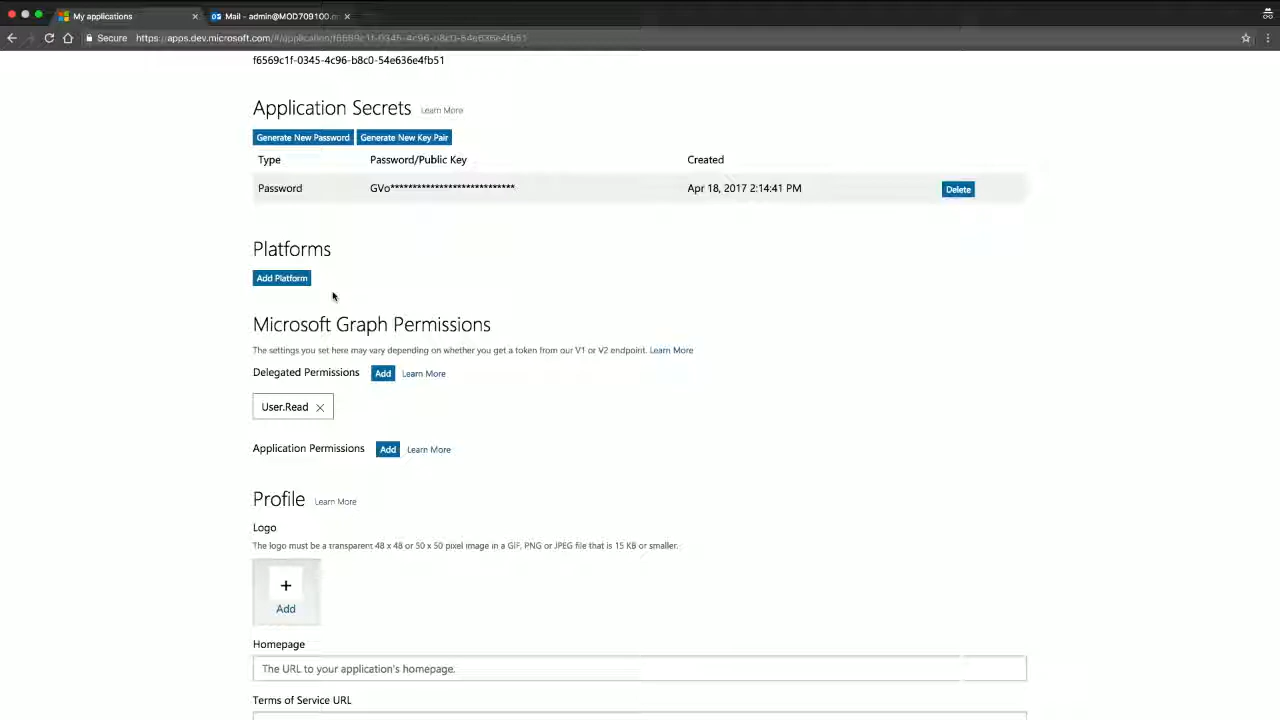 My applications
Mail - admin@MOD709100.m
Secure https://apps.dev.microsoft.com/#/application/f6569c1f-0345-4c96-b8c0-54e636e4fb51
f6569c1f-0345-4c96-b8c0-54e636e4fb51
Application Secrets Learn More
Generate New Password Generate New Key Pair
Type Password/Public Key Created
Password GVo**************************** Apr 18, 2017 2:14:41 PM Delete
Platforms
Add Platform
Microsoft Graph Permissions
The settings you set here may vary depending on whether you get a token from our V1 or V2 endpoint. Learn More
Delegated Permissions Add Learn More
User.Read
Application Permissions Add Learn More
Profile Learn More
Logo
The logo must be a transparent 48 x 48 or 50 x 50 pixel image in a GIF, PNG or JPEG file that is 15 KB or smaller.
+
Add
Homepage
The URL to your application's homepage.
Terms of Service URL